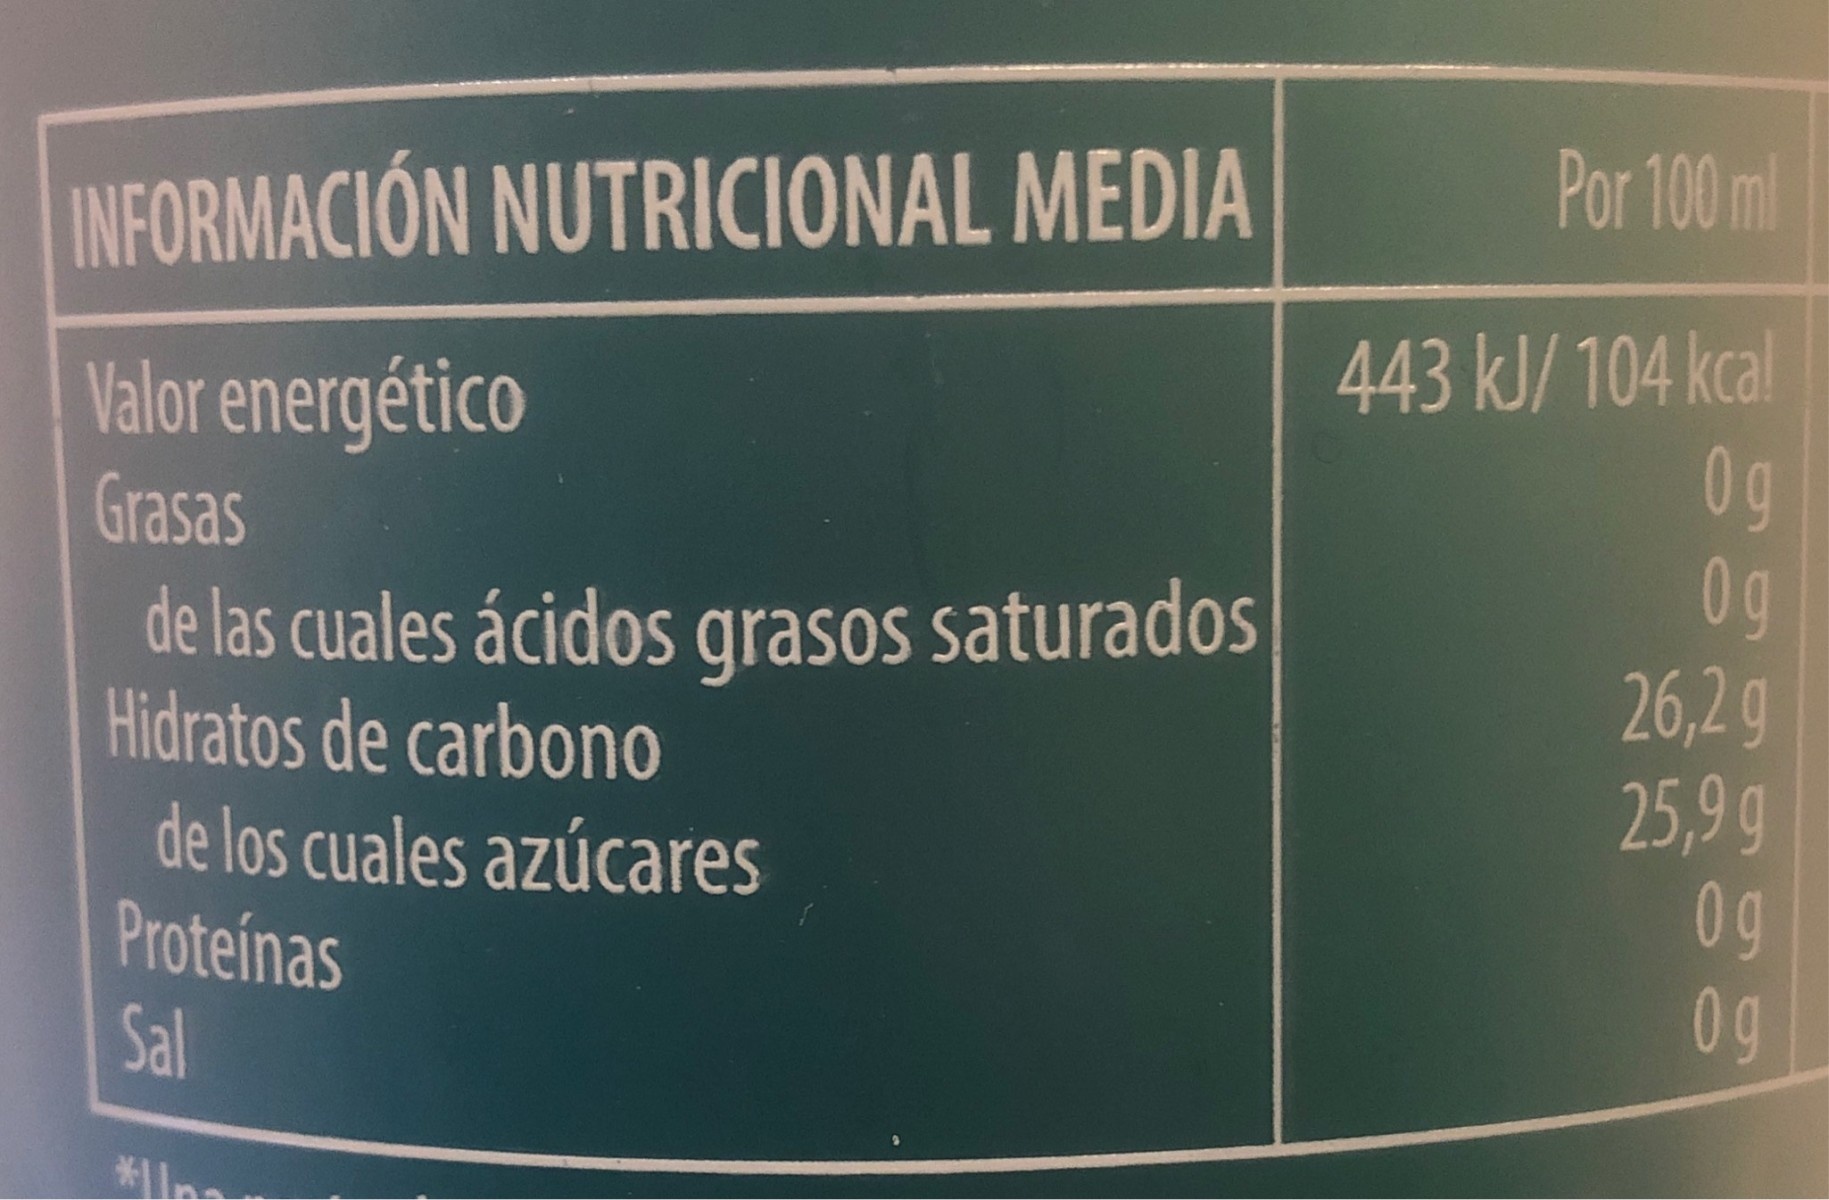 INFORMACIÓN NUTRICIONAL MEDIA Por 100 ml
Valor energético 443 kJ/ 104 kcal
Grasas 0 g
de las cuales ácidos grasos saturados 0 g
Hidratos de carbono 26,2 g
de los cuales azúcares 25,9 g
Proteínas 0 g
Sal 0 g